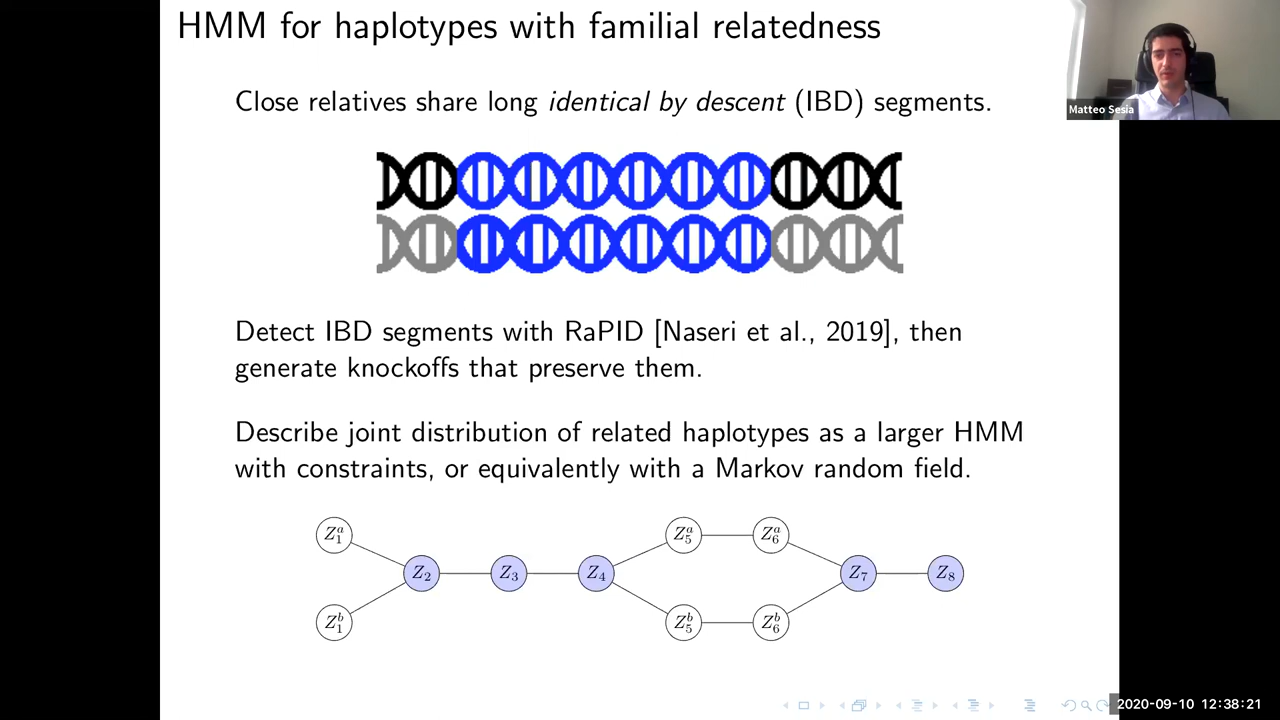 HMM for haplotypes with familial relatedness
Matteo Sesia
Close relatives share long identical by descent (IBD) segments.
Detect IBD segments with RaPID [Naseri et al., 2019], then
generate knockoffs that preserve them.
Describe joint distribution of related haplotypes as a larger HMM
with constraints, or equivalently with a Markov random field.
Z₁ᵃ Z₅ᵃ Z₆ᵃ
Z₂ Z₃ Z₄ Z₇ Z₈
Z₁ᵇ Z₅ᵇ Z₆ᵇ
2020-09-10 12:38:21